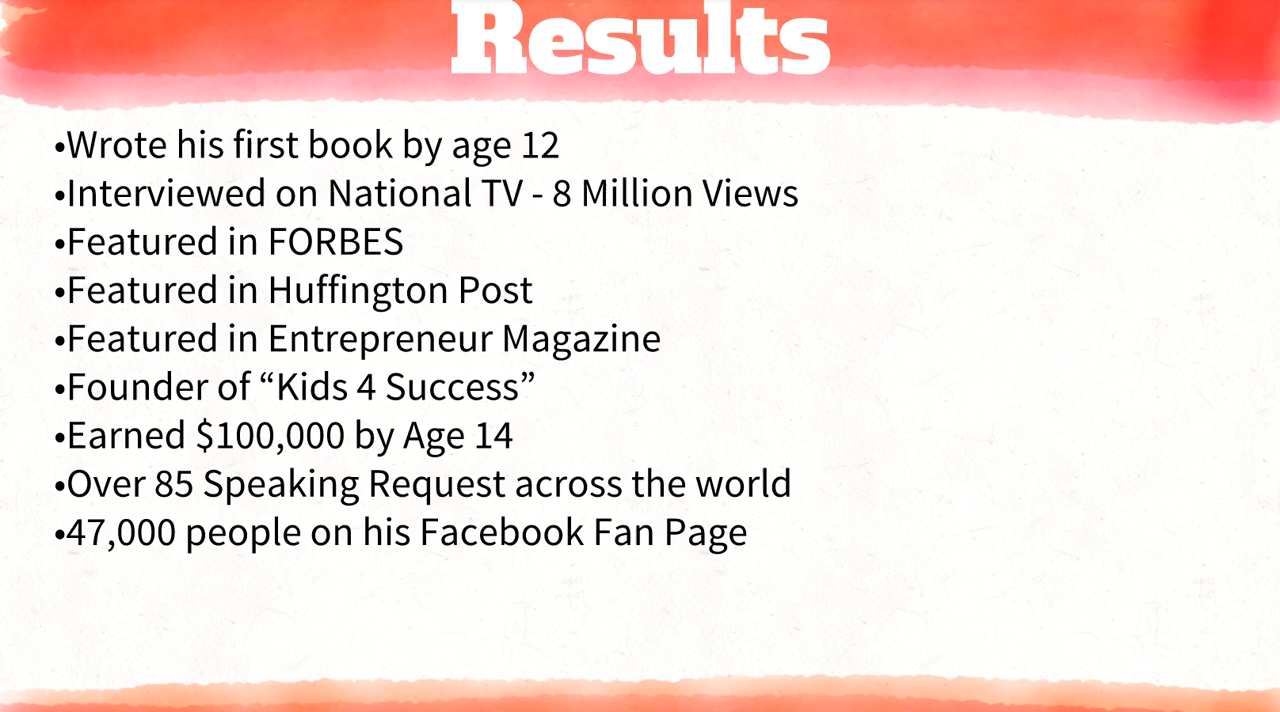 Results
•Wrote his first book by age 12
•Interviewed on National TV - 8 Million Views
•Featured in FORBES
•Featured in Huffington Post
•Featured in Entrepreneur Magazine
•Founder of “Kids 4 Success”
•Earned $100,000 by Age 14
•Over 85 Speaking Request across the world
•47,000 people on his Facebook Fan Page